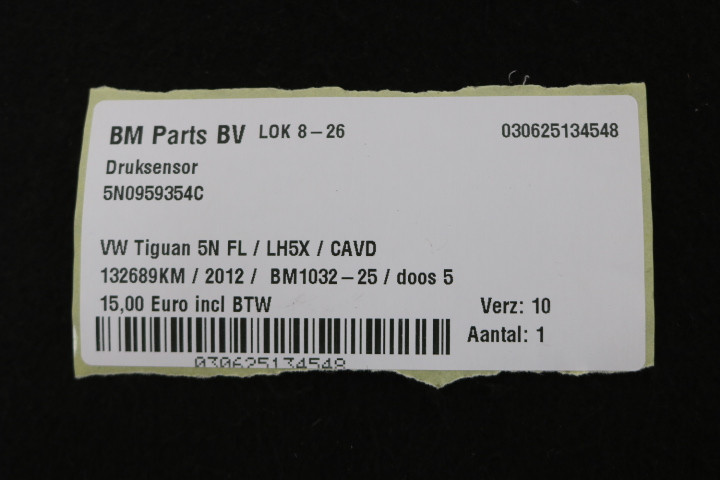 BM Parts BV LOK 8-26 030625134548
Druksensor
5N0959354C
VW Tiguan 5N FL / LH5X / CAVD
132689KM / 2012 / BM1032-25 / doos 5
15,00 Euro incl BTW Verz: 10
Aantal: 1
030625134548